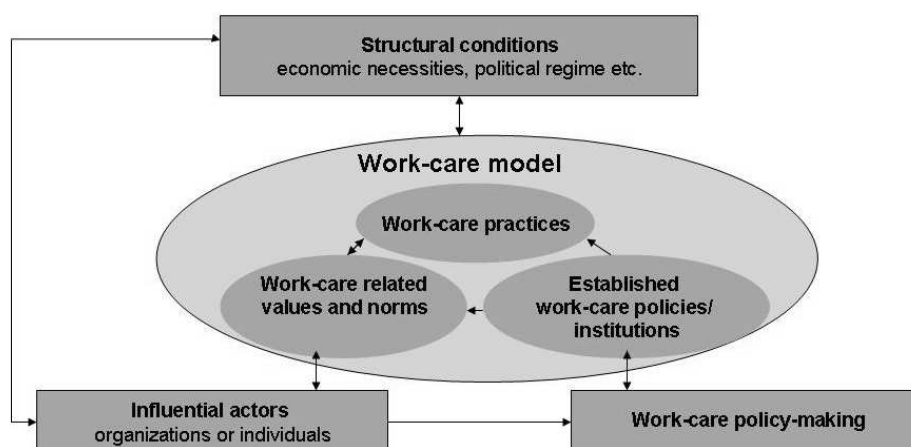 Structural conditions
economic necessities, political regime etc.
Work-care model
Work-care practices
Work-care related
values and norms
Established
work-care policies/
institutions
Influential actors
organizations or individuals
Work-care policy-making